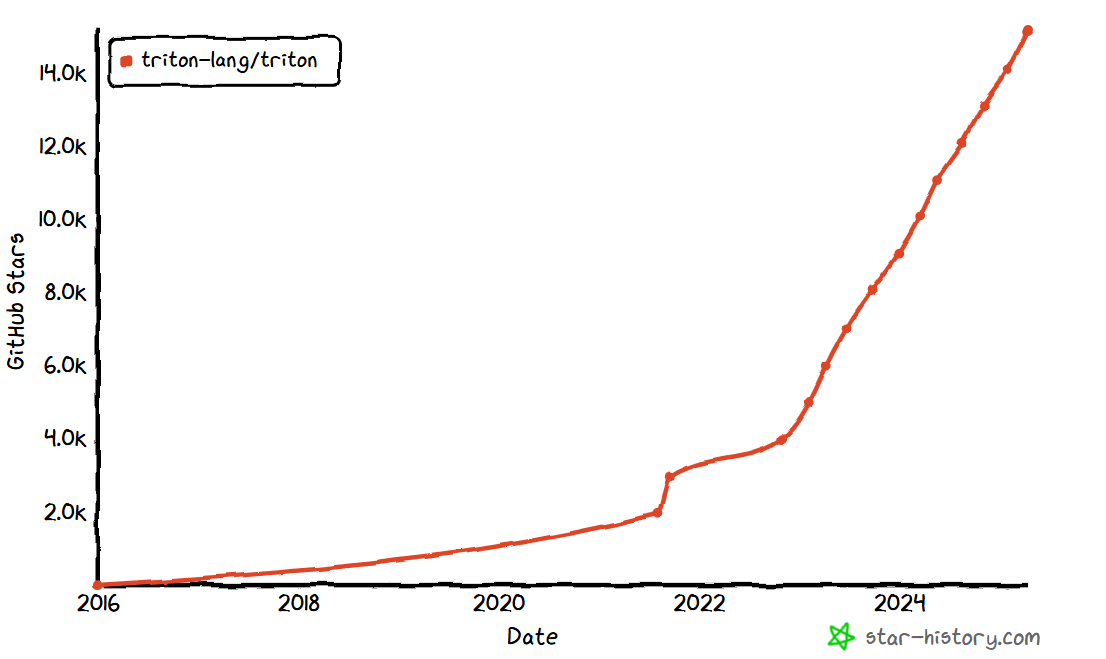 triton-lang/triton
14.0k
12.0k
10.0k
8.0k
6.0k
4.0k
2.0k
GitHub Stars
2016 2018 2020 2022 2024
Date
star-history.com